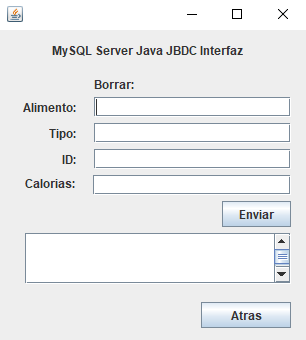 MySQL Server Java JBDC Interfaz
Borrar:
Alimento:
Tipo:
ID:
Calorias:
Enviar
Atras